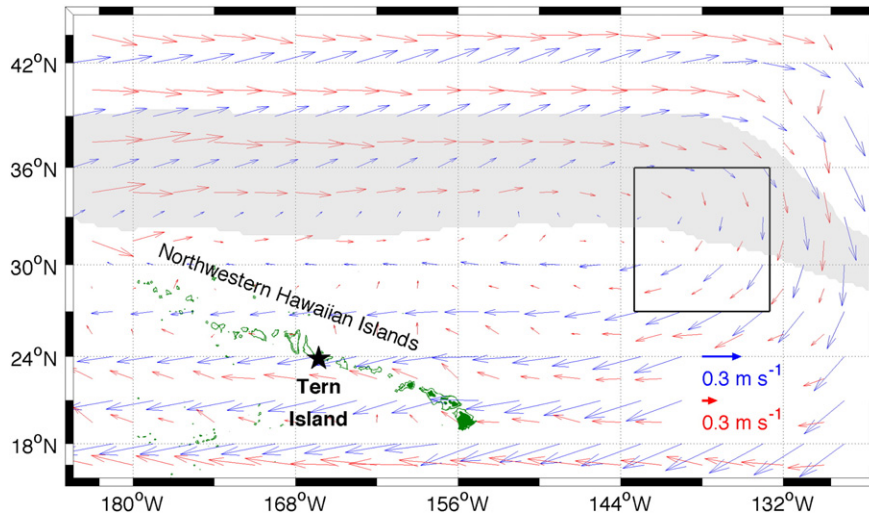 42°N
36°N
30°N
24°N
18°N
Northwestern Hawaiian Islands
Tern
Island
0.3 m s⁻¹
0.3 m s⁻¹
180°W
168°W
156°W
144°W
132°W